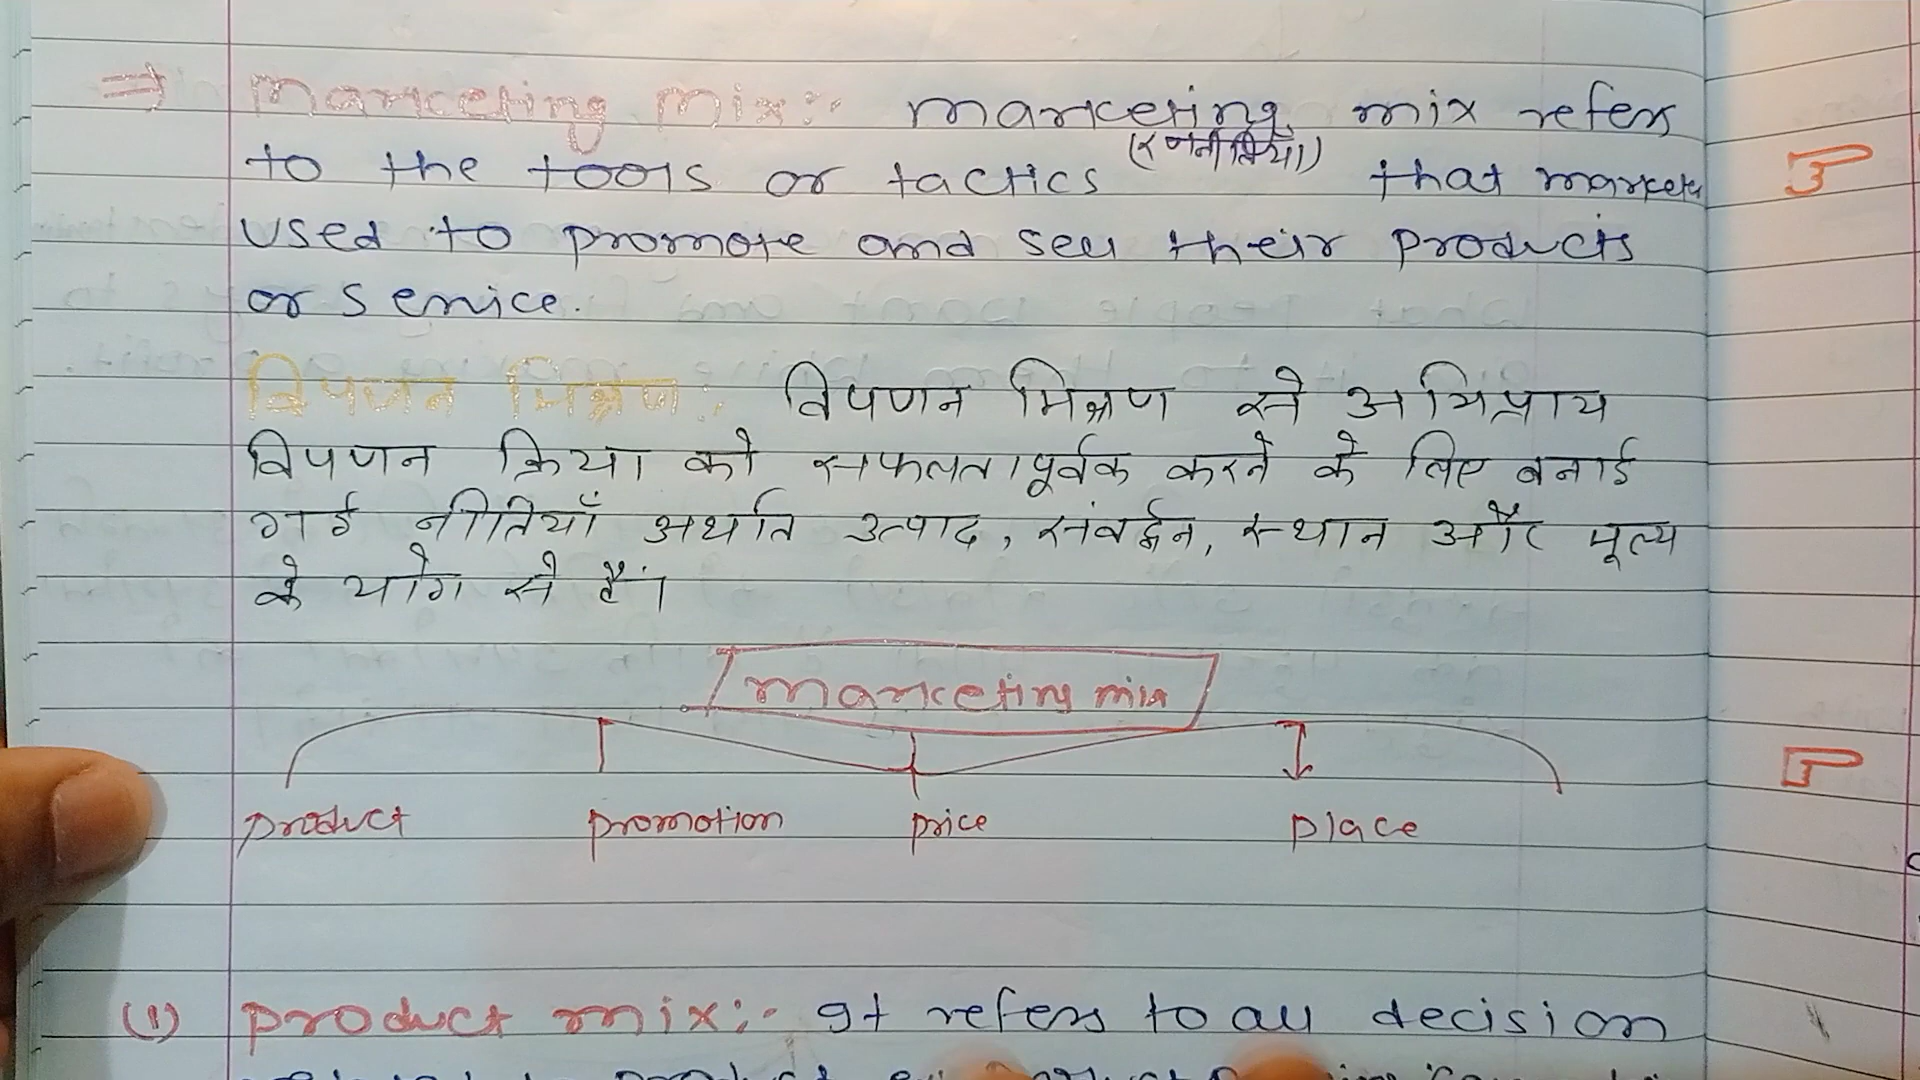 ⇒ Marketing Mix:- marketing mix refers
(रणनीतियाँ)
to the tools or tactics that markets
used to promote and sell their products
or service.
विपणन मिश्रण: विपणन मिश्रण से अभिप्राय
विपणन क्रिया को सफलतापूर्वक करने के लिए बनाई
गई नीतियाँ अर्थात उत्पाद, संवर्द्धन, स्थान और मूल्य
के योग से हैं।
marketing mix
product promotion price place
(1) product mix:- It refers to all decision